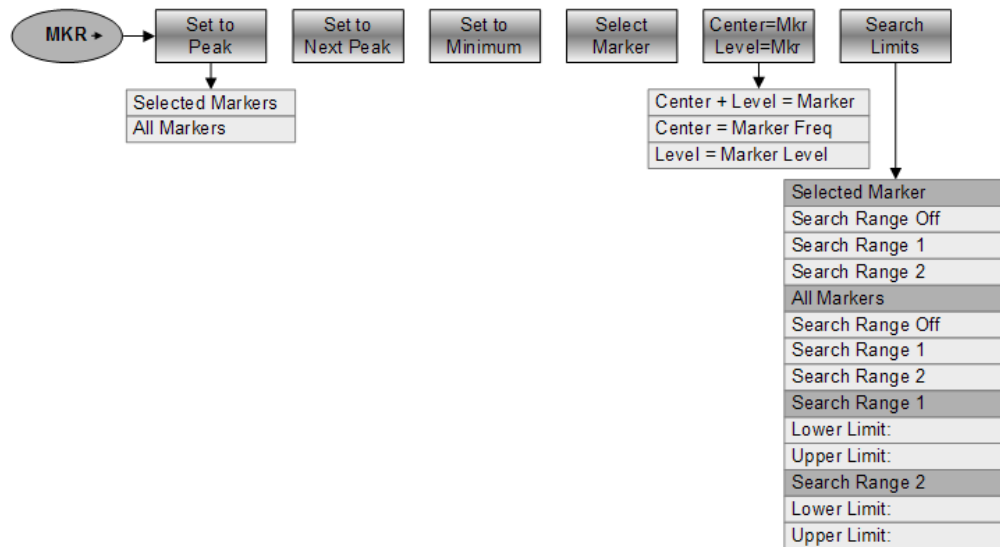 MKR →
Set to
Peak
Set to
Next Peak
Set to
Minimum
Select
Marker
Center=Mkr
Level=Mkr
Search
Limits
Selected Markers
All Markers
Center + Level = Marker
Center = Marker Freq
Level = Marker Level
Selected Marker
Search Range Off
Search Range 1
Search Range 2
All Markers
Search Range Off
Search Range 1
Search Range 2
Search Range 1
Lower Limit:
Upper Limit:
Search Range 2
Lower Limit:
Upper Limit: